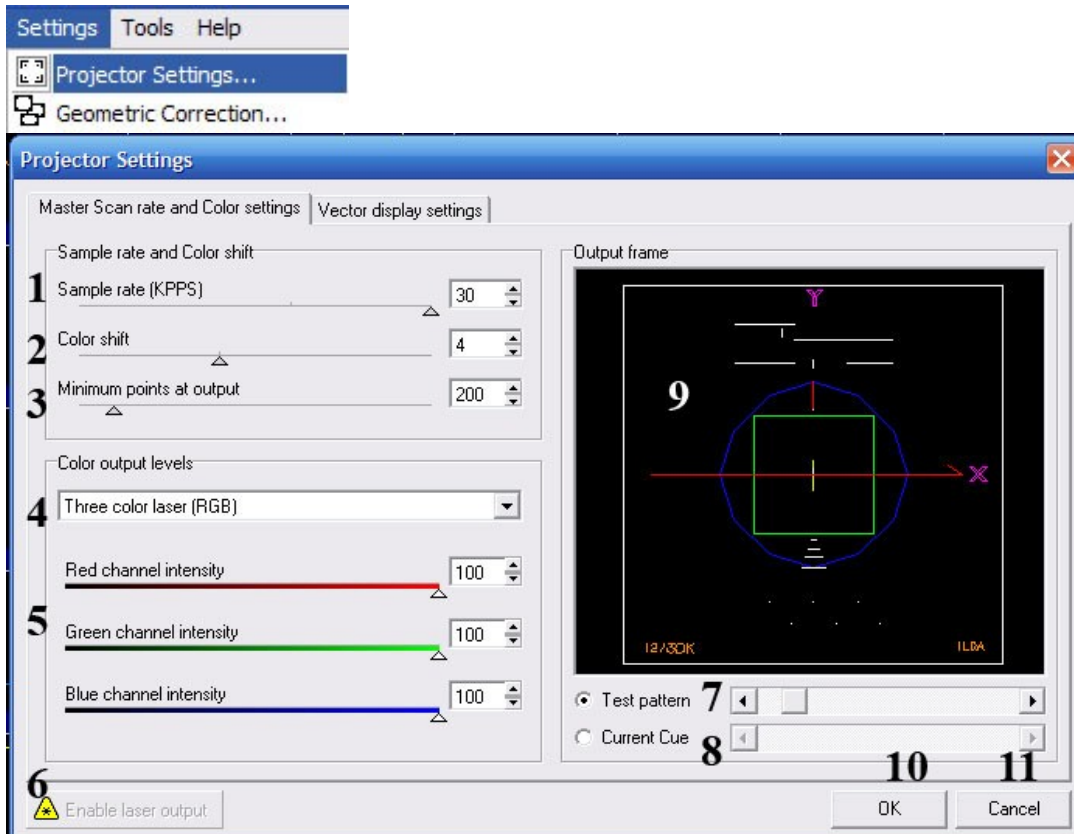 Settings Tools Help
Projector Settings...
Geometric Correction...
Projector Settings
Master Scan rate and Color settings Vector display settings
Sample rate and Color shift
1 Sample rate (KPPS) 30
2 Color shift 4
3 Minimum points at output 200
Color output levels
4 Three color laser (RGB)
5
Red channel intensity 100
Green channel intensity 100
Blue channel intensity 100
Output frame
Y
9
X
12/30K ILDA
Test pattern 7
Current Cue 8
6 Enable laser output
10 OK
11 Cancel